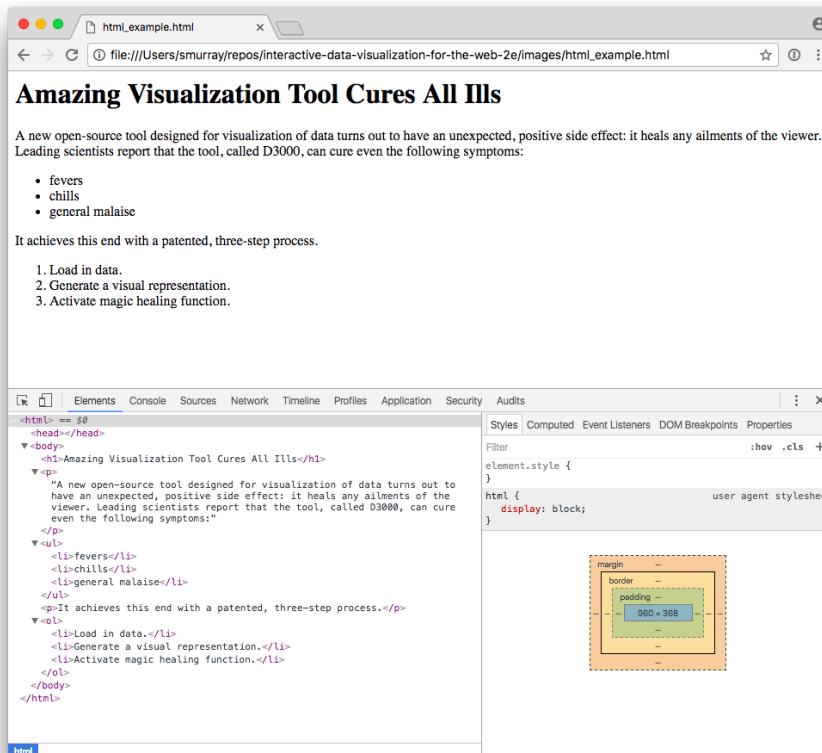 html_example.html
file:///Users/smurray/repos/interactive-data-visualization-for-the-web-2e/images/html_example.html
Amazing Visualization Tool Cures All Ills
A new open-source tool designed for visualization of data turns out to have an unexpected, positive side effect: it heals any ailments of the viewer.
Leading scientists report that the tool, called D3000, can cure even the following symptoms:
• fevers
• chills
• general malaise
It achieves this end with a patented, three-step process.
1. Load in data.
2. Generate a visual representation.
3. Activate magic healing function.
Elements Console Sources Network Timeline Profiles Application Security Audits
<html> == $0
<head></head>
▼<body>
<h1>Amazing Visualization Tool Cures All Ills</h1>
▼<p>
"A new open-source tool designed for visualization of data turns out to
have an unexpected, positive side effect: it heals any ailments of the
viewer. Leading scientists report that the tool, called D3000, can cure
even the following symptoms:"
</p>
▼<ul>
<li>fevers</li>
<li>chills</li>
<li>general malaise</li>
</ul>
<p>It achieves this end with a patented, three-step process.</p>
▼<ol>
<li>Load in data.</li>
<li>Generate a visual representation.</li>
<li>Activate magic healing function.</li>
</ol>
</body>
</html>
html
Styles Computed Event Listeners DOM Breakpoints Properties
Filter :hov .cls +
element.style {
}
html { user agent styleshee
display: block;
}
margin –
border –
padding –
– – – 960 × 368 – – –
–
–
–